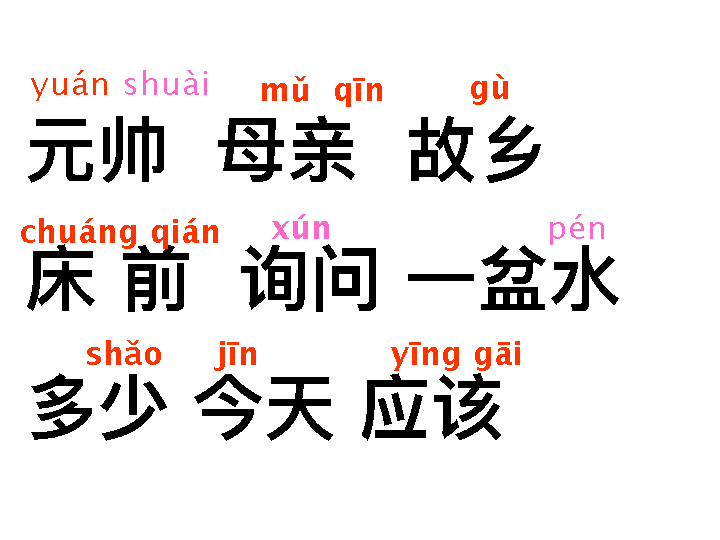 yuán shuài mǔ qīn gù
元帅 母亲 故乡
chuáng qián xún pén
床 前 询问 一盆水
shǎo jīn yīng gāi
多少 今天 应该